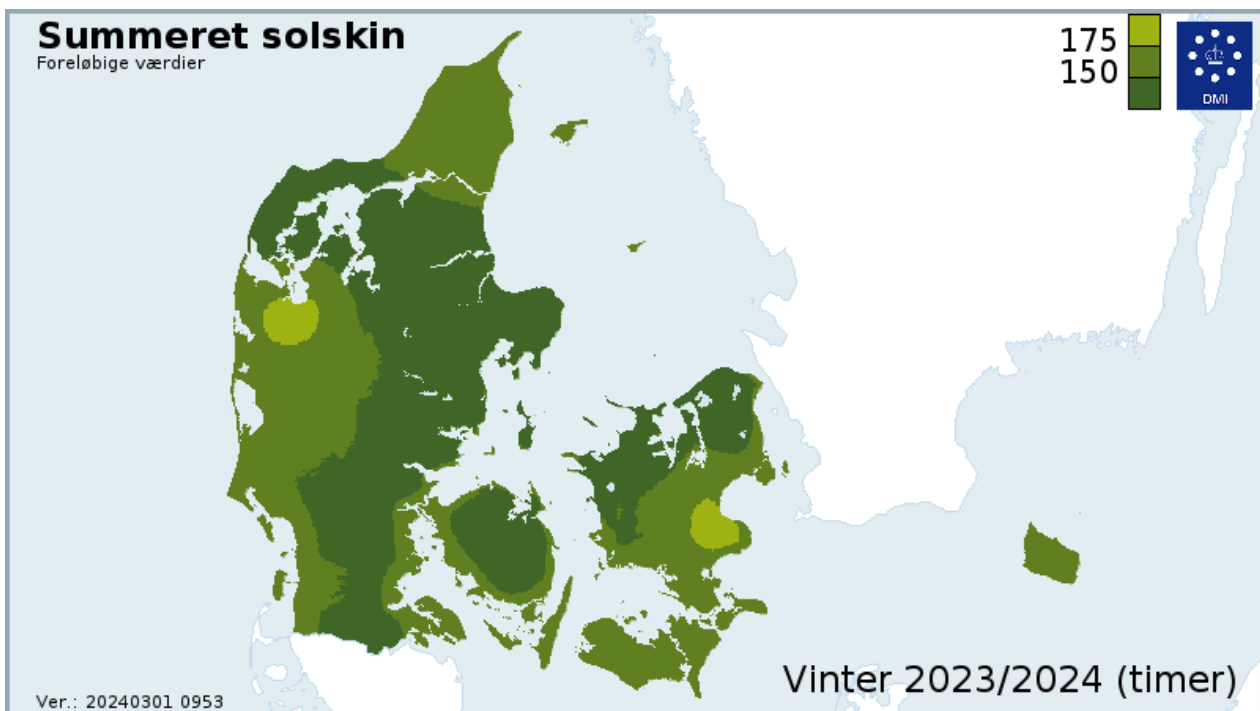 Summeret solskin
Foreløbige værdier
175
150
DMI
Vinter 2023/2024 (timer)
Ver.: 20240301 0953